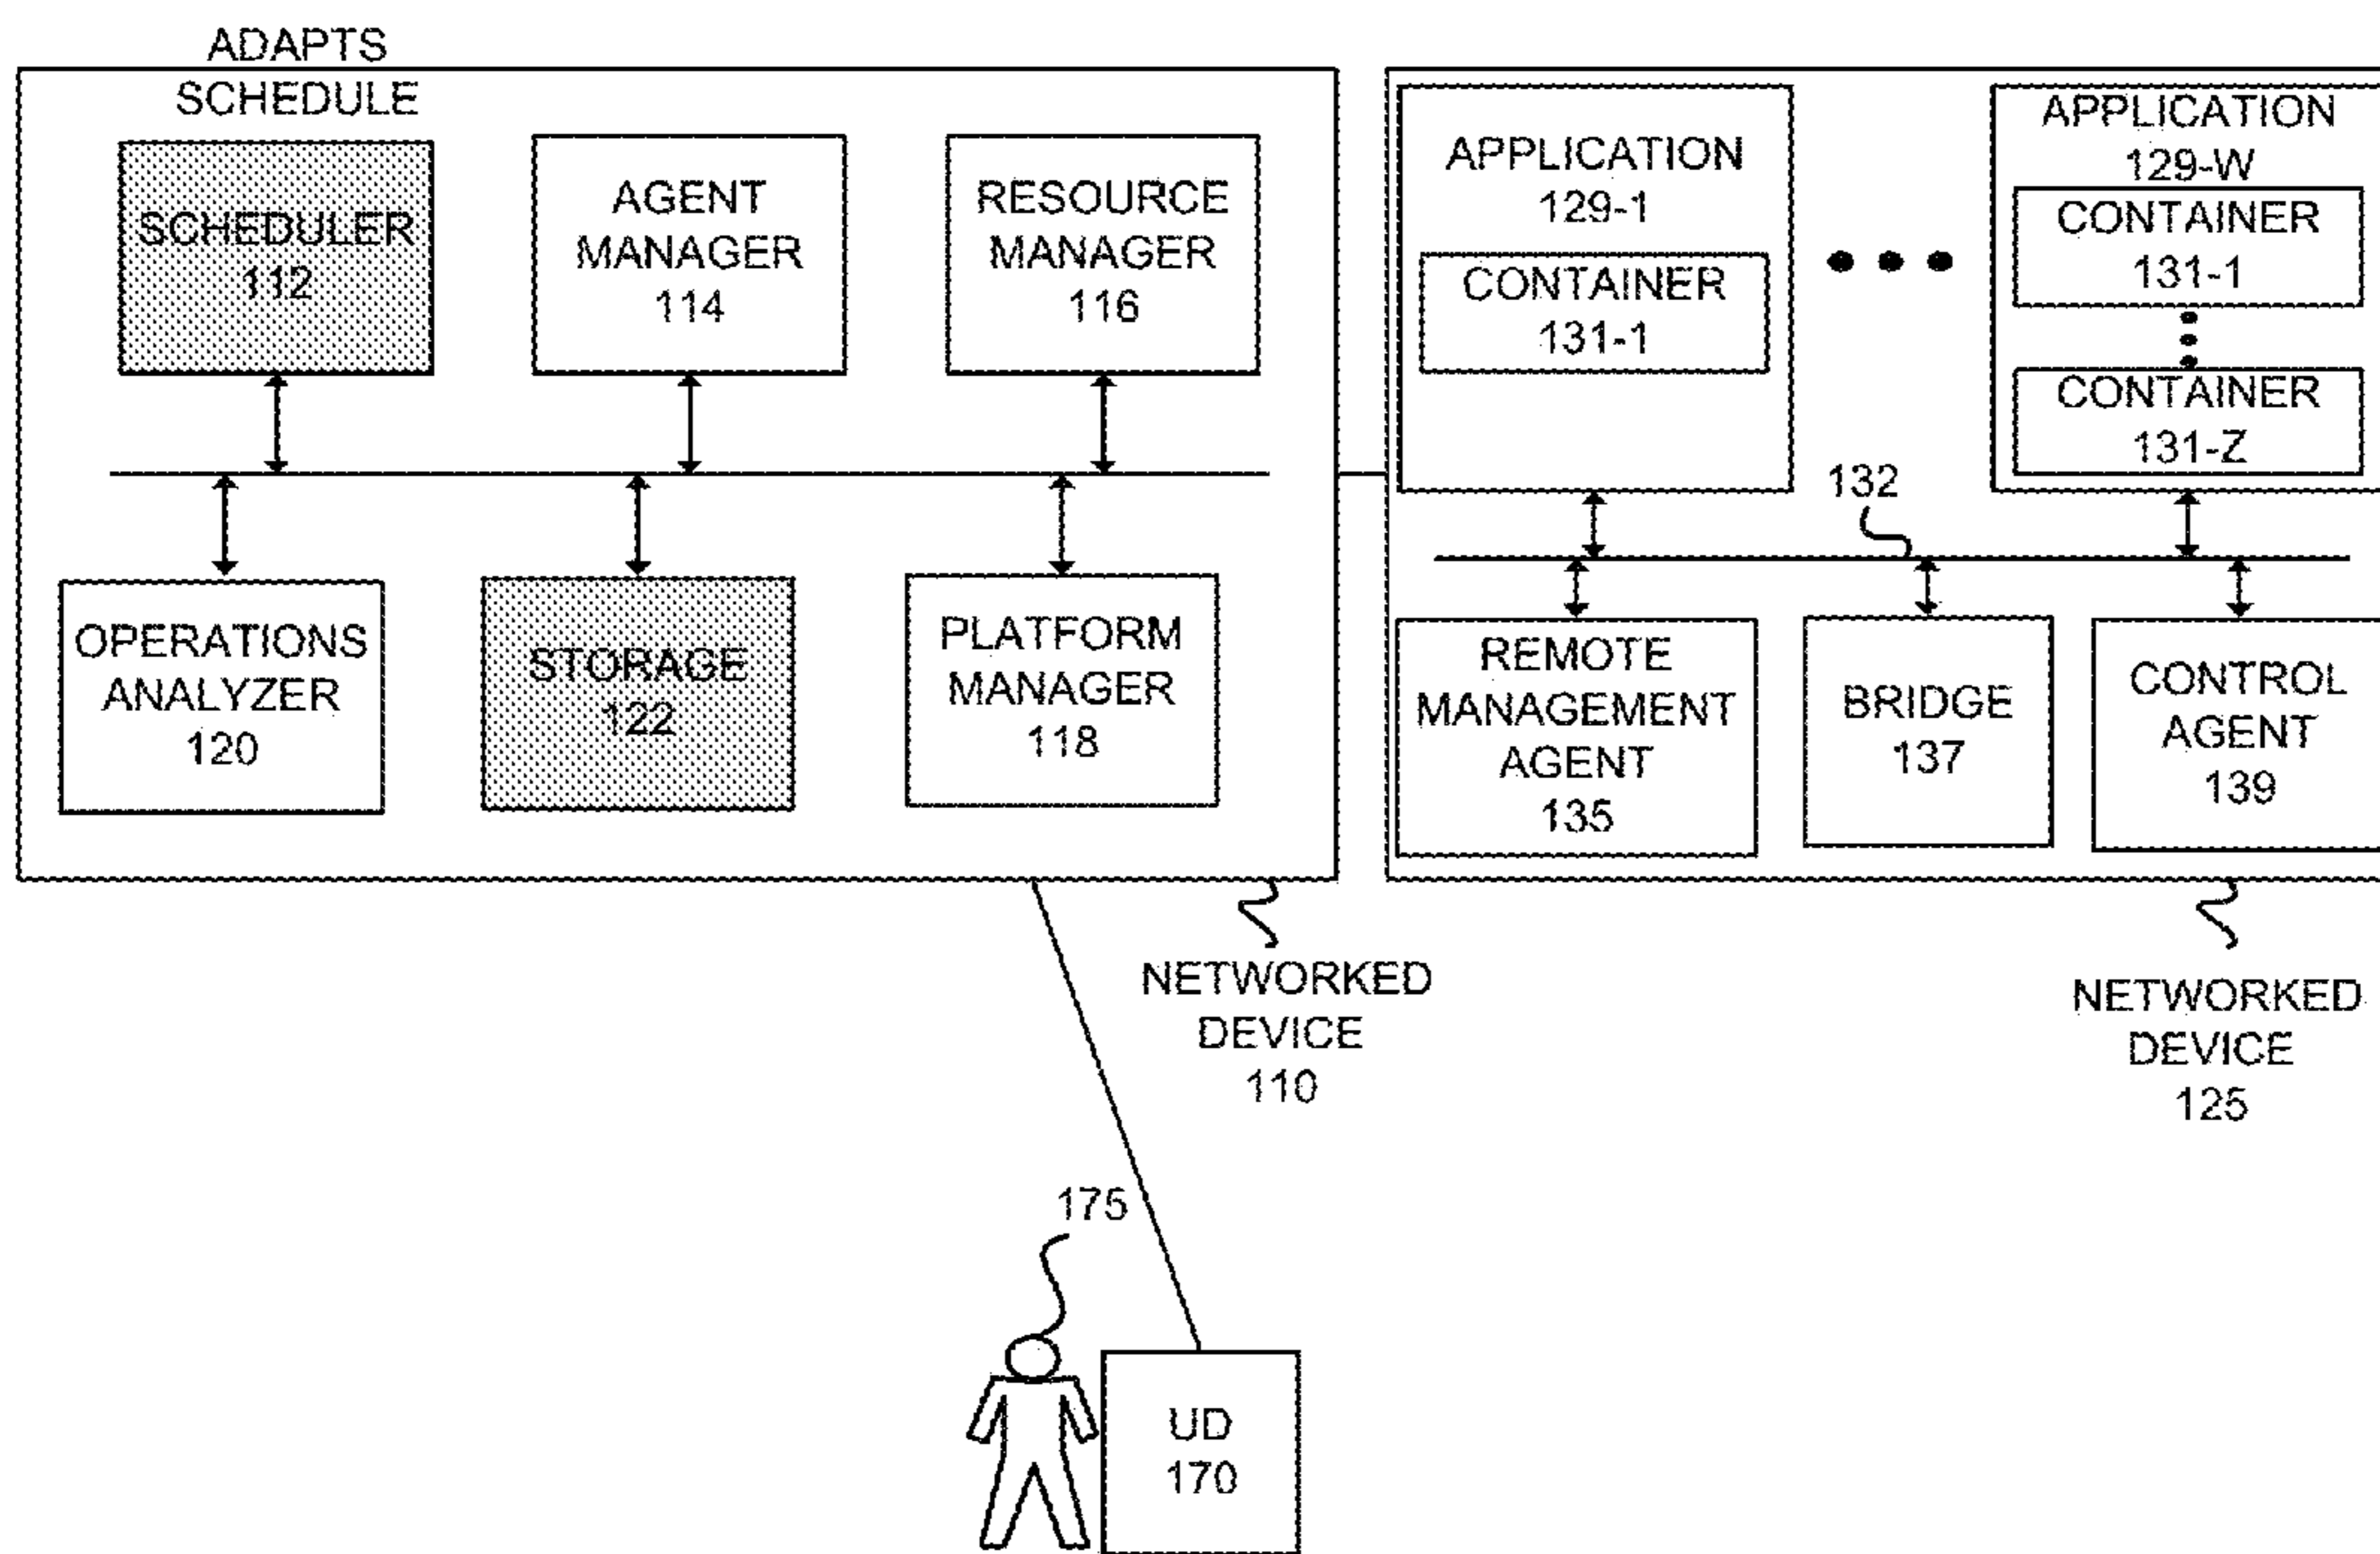 ADAPTS
SCHEDULE
SCHEDULER
112
AGENT
MANAGER
114
RESOURCE
MANAGER
116
OPERATIONS
ANALYZER
120
STORAGE
122
PLATFORM
MANAGER
118
APPLICATION
129-1
CONTAINER
131-1
APPLICATION
129-W
CONTAINER
131-1
CONTAINER
131-Z
132
REMOTE
MANAGEMENT
AGENT
135
BRIDGE
137
CONTROL
AGENT
139
NETWORKED
DEVICE
110
NETWORKED
DEVICE
125
175
UD
170